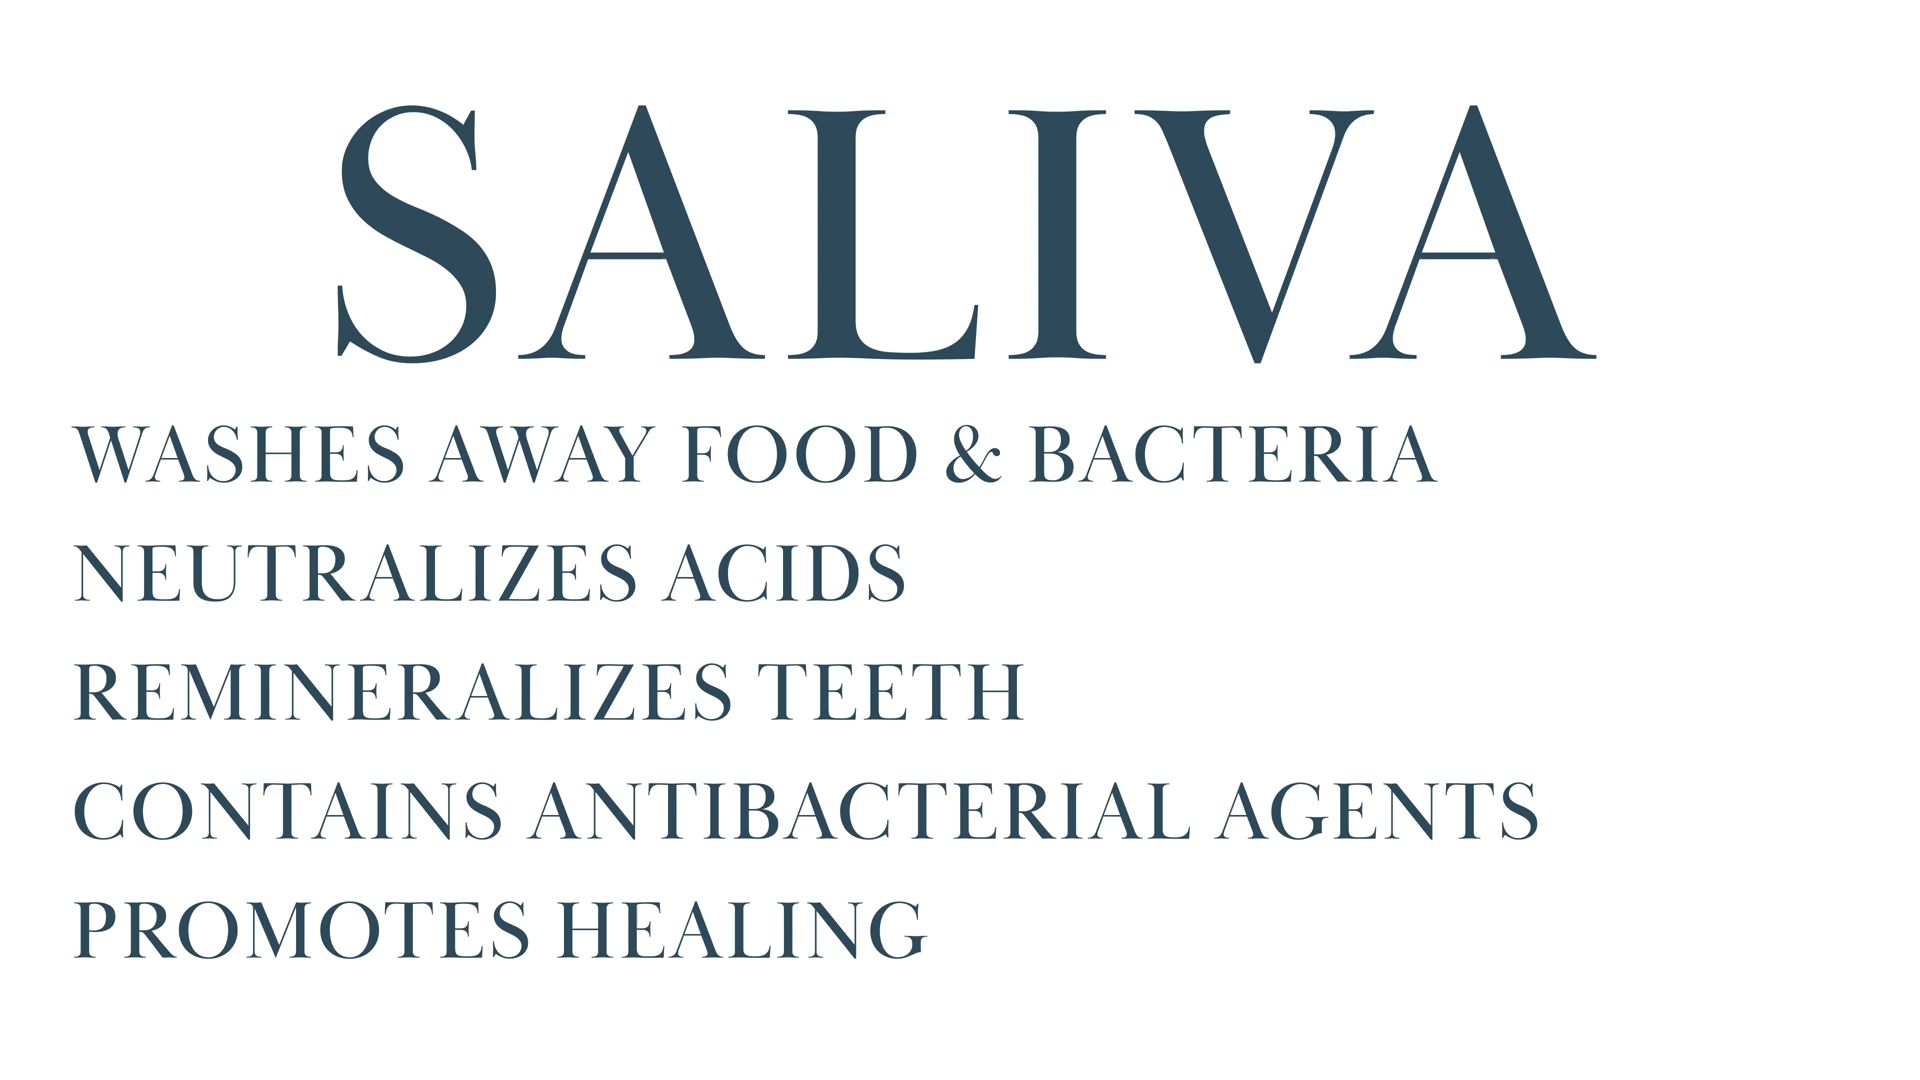 SALIVA
WASHES AWAY FOOD & BACTERIA
NEUTRALIZES ACIDS
REMINERALIZES TEETH
CONTAINS ANTIBACTERIAL AGENTS
PROMOTES HEALING